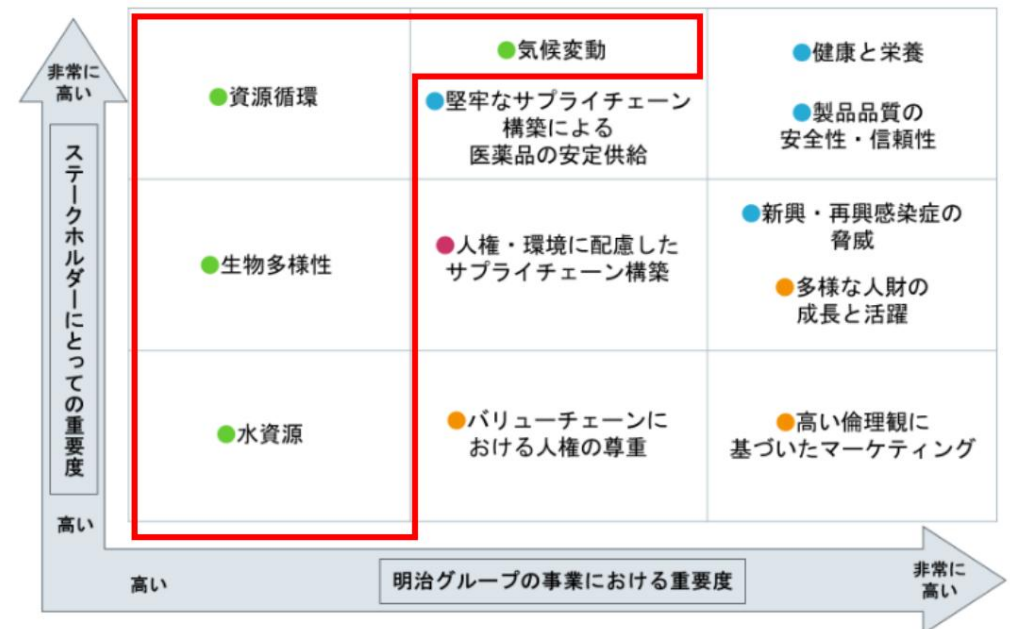 非常に
高い
ステークホルダーにとっての重要度
高い
●資源循環
●気候変動
●堅牢なサプライチェーン
構築による
医薬品の安定供給
●健康と栄養
●製品品質の
安全性・信頼性
●生物多様性
●人権・環境に配慮した
サプライチェーン構築
●新興・再興感染症の
脅威
●多様な人財の
成長と活躍
●水資源
●バリューチェーンに
おける人権の尊重
●高い倫理観に
基づいたマーケティング
高い
明治グループの事業における重要度
非常に
高い